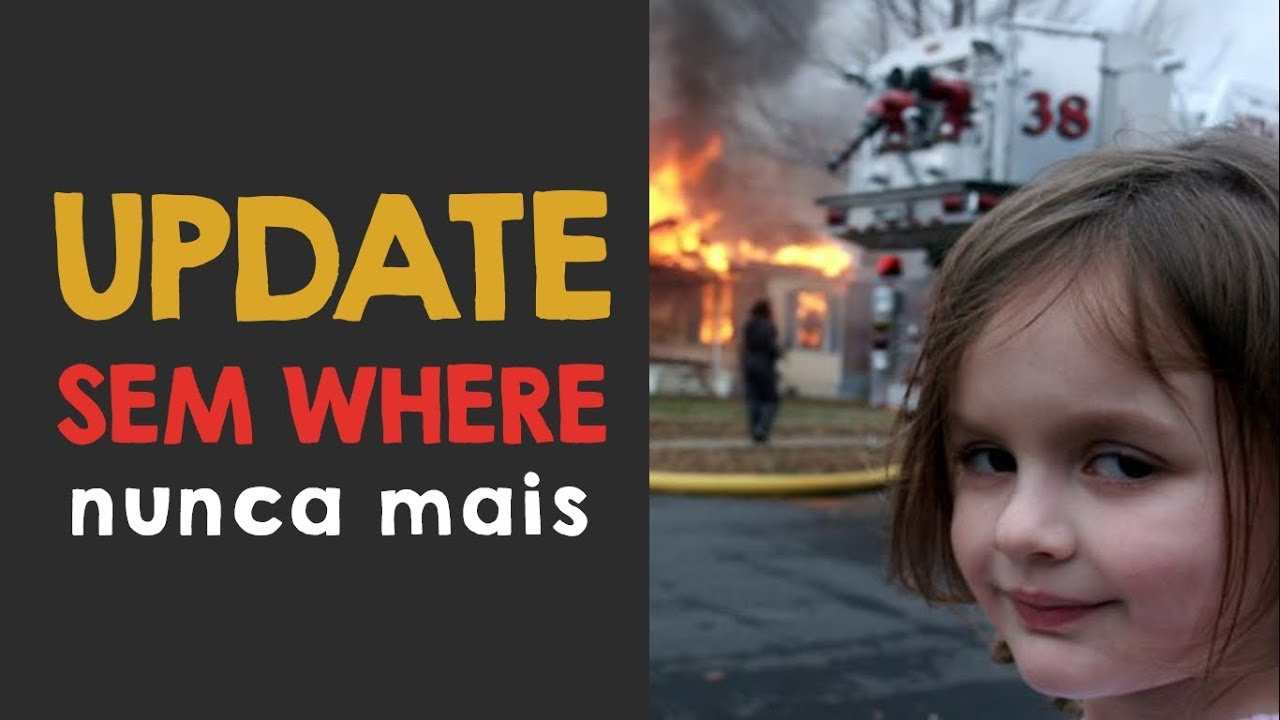 UPDATE
SEM WHERE
nunca mais
38